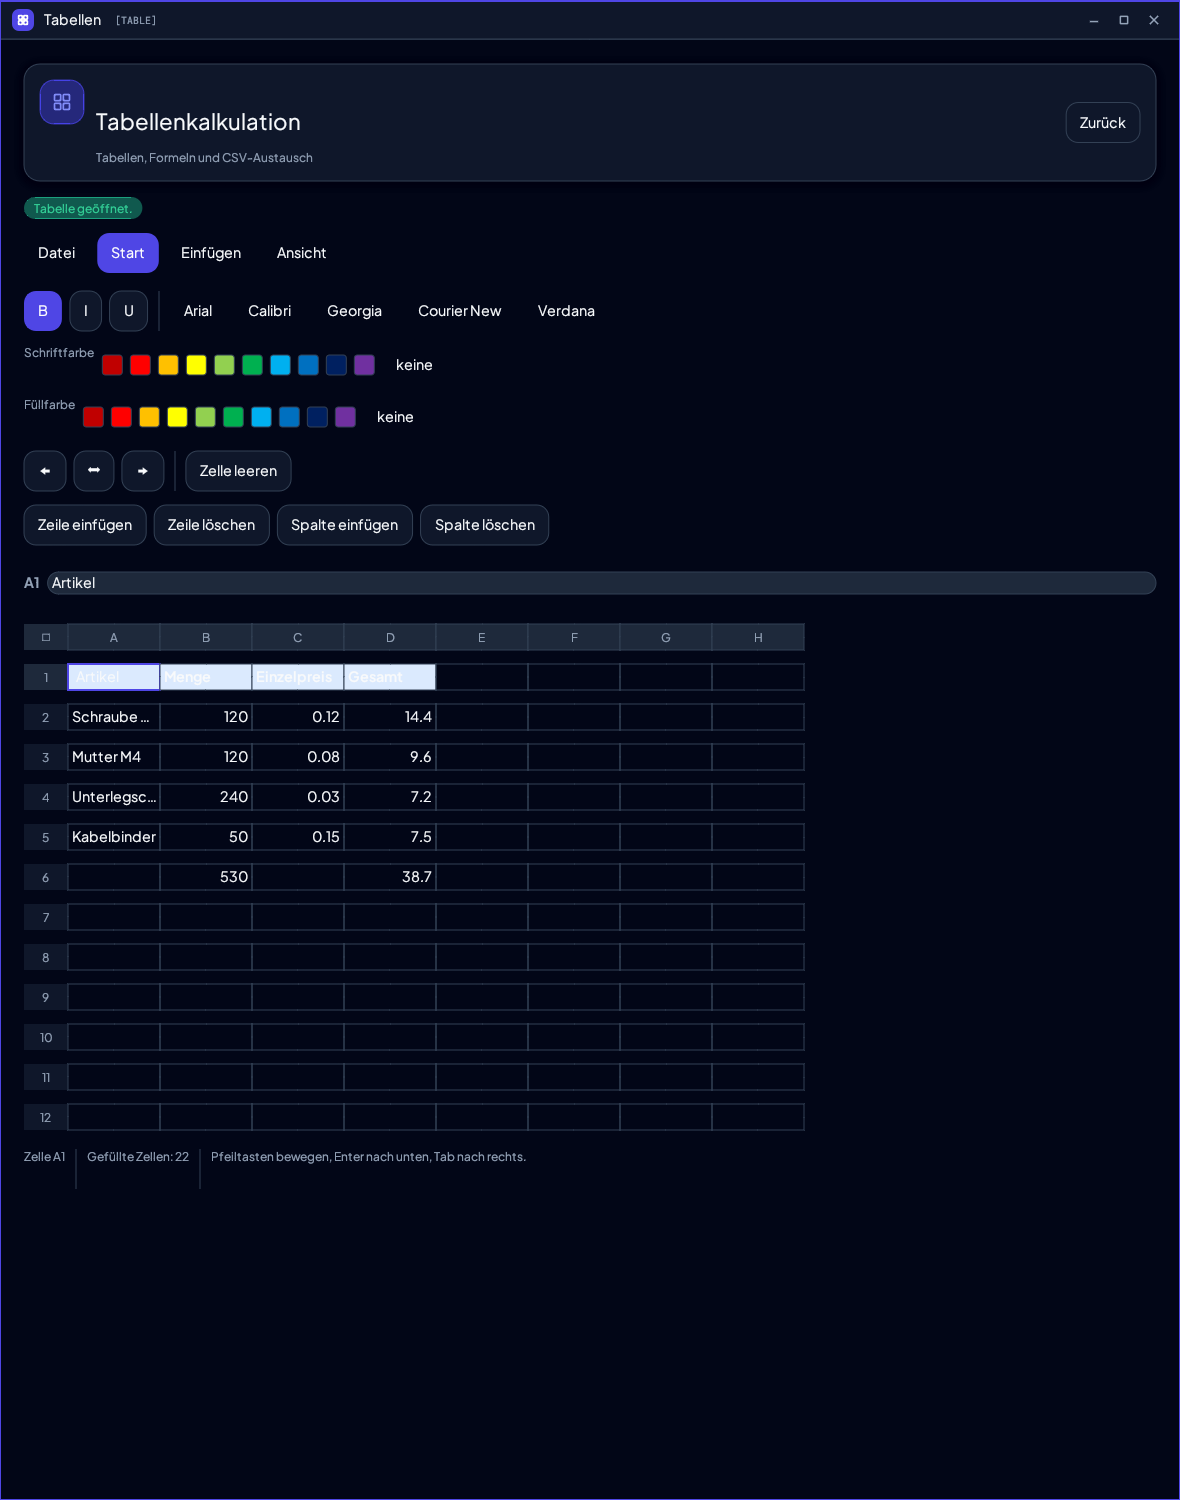 Tabellen [TABLE]
Tabellenkalkulation
Tabellen, Formeln und CSV-Austausch
Zurück
Tabelle geöffnet.
Datei Start Einfügen Ansicht
B I U Arial Calibri Georgia Courier New Verdana
Schriftfarbe keine
Füllfarbe keine
Zelle leeren
Zeile einfügen Zeile löschen Spalte einfügen Spalte löschen
A1 Artikel
A B C D E F G H
1 Artikel Menge Einzelpreis Gesamt
2 Schraube ... 120 0.12 14.4
3 Mutter M4 120 0.08 9.6
4 Unterlegsc... 240 0.03 7.2
5 Kabelbinder 50 0.15 7.5
6 530 38.7
7
8
9
10
11
12
Zelle A1 Gefüllte Zellen: 22 Pfeiltasten bewegen, Enter nach unten, Tab nach rechts.